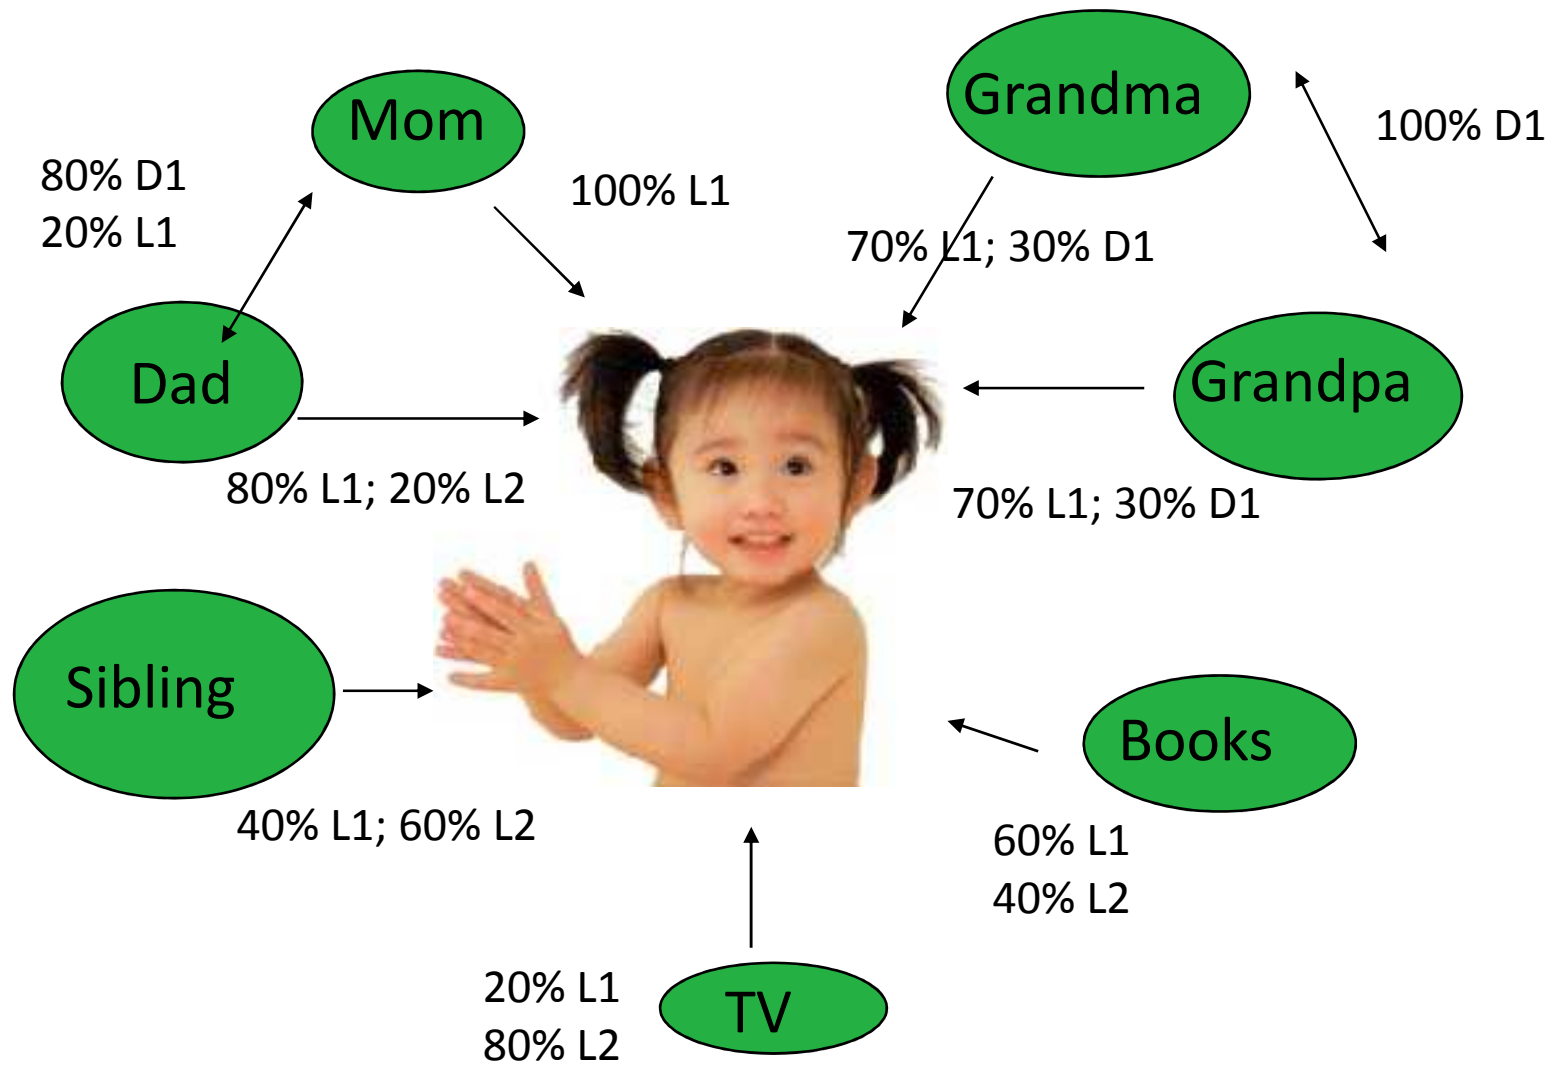 Mom
Grandma
100% D1
80% D1
20% L1
100% L1
70% L1; 30% D1
Dad
Grandpa
80% L1; 20% L2
70% L1; 30% D1
Sibling
Books
40% L1; 60% L2
60% L1
40% L2
20% L1
80% L2
TV